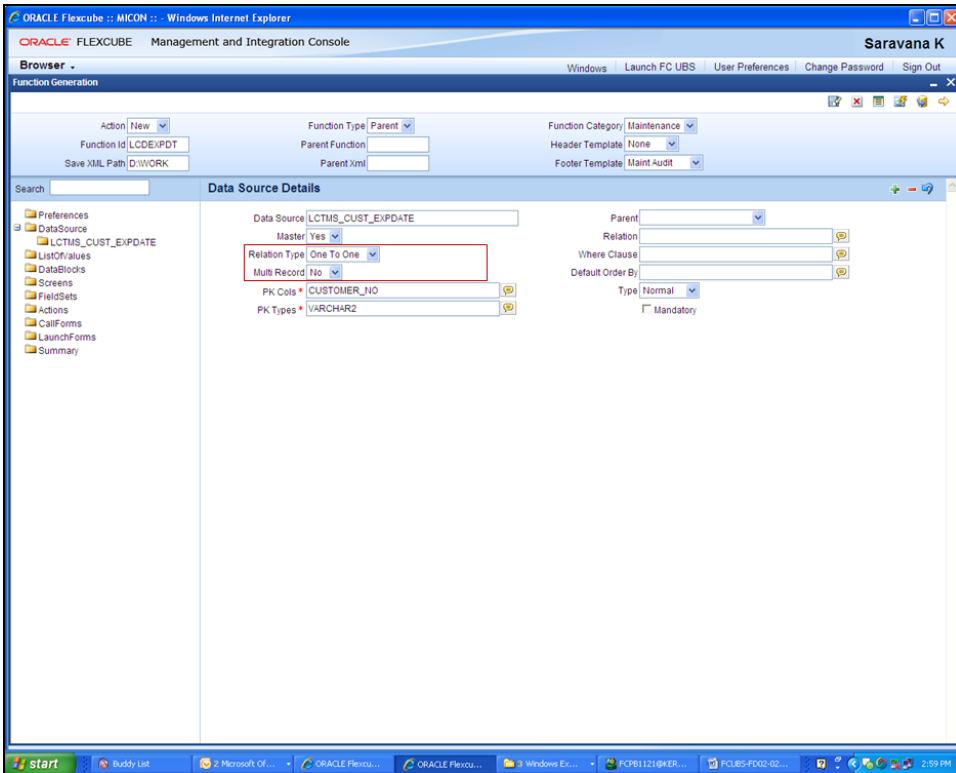 ORACLE Flexcube :: MICON :: - Windows Internet Explorer
ORACLE FLEXCUBE Management and Integration Console Saravana K
Browser Windows Launch FC UBS User Preferences Change Password Sign Out
Function Generation
Action New Function Type Parent Function Category Maintenance
Function Id LCDEXPDT Parent Function Header Template None
Save XML Path D:\WORK Parent Xml Footer Template Maint Audit
Search Data Source Details
Preferences
DataSource
LCTMS_CUST_EXPDATE
ListOfValues
DataBlocks
Screens
FieldSets
Actions
CallForms
LaunchForms
Summary
Data Source LCTMS_CUST_EXPDATE Parent
Master Yes Relation
Relation Type One To One Where Clause
Multi Record No Default Order By
PK Cols * CUSTOMER_NO Type Normal
PK Types * VARCHAR2 Mandatory
start Buddy List 2 Microsoft Of... ORACLE Flexcu... ORACLE Flexcu... 3 Windows Ex... FCPB1121@KER... FCUBS-FD02-02... 2:59 PM